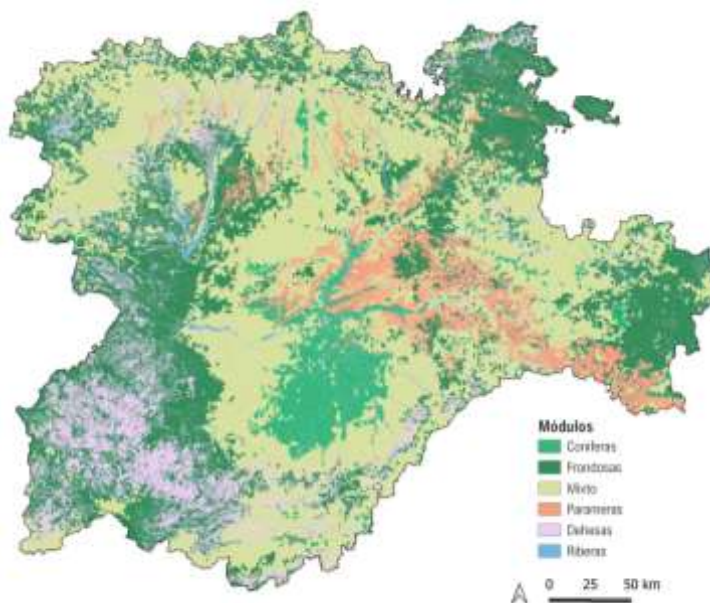 Módulos
Coníferas
Frondosas
Mixto
Parameras
Dehesas
Riberas
0 25 50 km